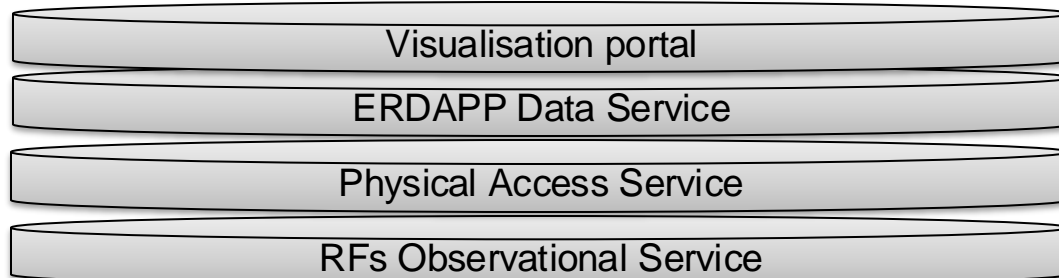 Visualisation portal
ERDAPP Data Service
Physical Access Service
RFs Observational Service